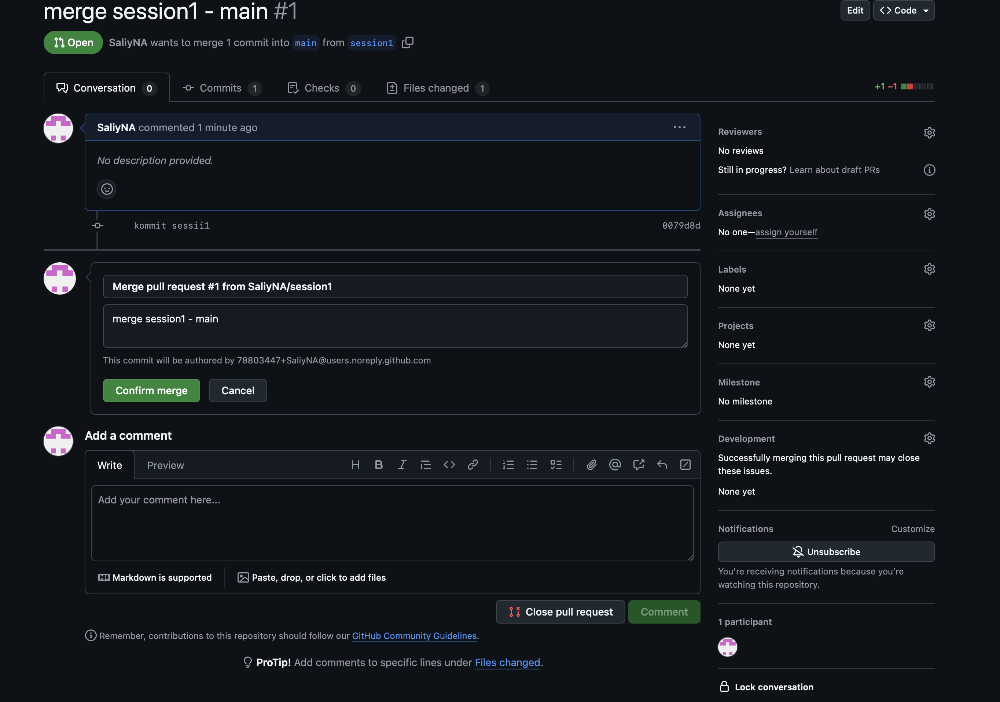 merge session1 - main #1
Edit
Code
Open
SaliyNA wants to merge 1 commit into main from session1
Conversation 0
Commits 1
Checks 0
Files changed 1
+1 −1
SaliyNA commented 1 minute ago
No description provided.
kommit sessii1 0079d8d
Merge pull request #1 from SaliyNA/session1
merge session1 - main
This commit will be authored by 78803447+SaliyNA@users.noreply.github.com
Confirm merge
Cancel
Add a comment
Write
Preview
Add your comment here...
Markdown is supported
Paste, drop, or click to add files
Close pull request
Comment
Remember, contributions to this repository should follow our GitHub Community Guidelines.
ProTip! Add comments to specific lines under Files changed.
Reviewers
No reviews
Still in progress? Learn about draft PRs
Assignees
No one—assign yourself
Labels
None yet
Projects
None yet
Milestone
No milestone
Development
Successfully merging this pull request may close
these issues.
None yet
Notifications
Customize
Unsubscribe
You’re receiving notifications because you’re
watching this repository.
1 participant
Lock conversation